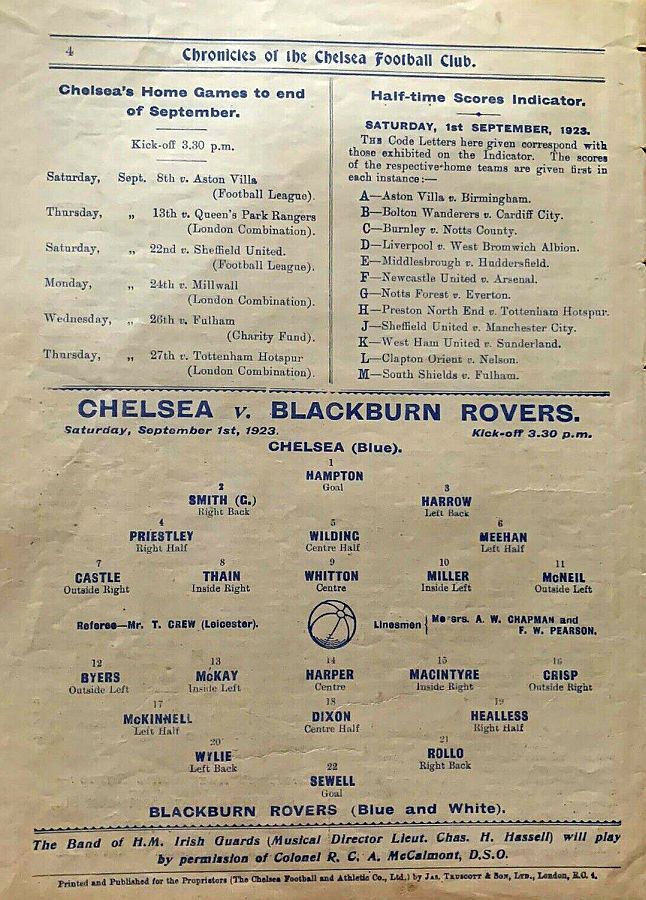 4
Chronicles of the Chelsea Football Club.
Chelsea's Home Games to end
of September.
Kick-off 3.30 p.m.
Saturday, Sept. 8th v. Aston Villa
(Football League).
Thursday, „ 13th v. Queen's Park Rangers
(London Combination).
Saturday, „ 22nd v. Sheffield United.
(Football League).
Monday, „ 24th v. Millwall
(London Combination).
Wednesday, „ 26th v. Fulham
(Charity Fund).
Thursday, „ 27th v. Tottenham Hotspur
(London Combination).
Half-time Scores Indicator.
SATURDAY, 1st SEPTEMBER, 1923.
THE Code Letters here given correspond with
those exhibited on the Indicator. The scores
of the respective home teams are given first in
each instance:—
A—Aston Villa v. Birmingham.
B—Bolton Wanderers v. Cardiff City.
C—Burnley v. Notts County.
D—Liverpool v. West Bromwich Albion.
E—Middlesbrough v. Huddersfield.
F—Newcastle United v. Arsenal.
G—Notts Forest v. Everton.
H—Preston North End v. Tottenham Hotspur.
J—Sheffield United v. Manchester City.
K—West Ham United v. Sunderland.
L—Clapton Orient v. Nelson.
M—South Shields v. Fulham.
CHELSEA v. BLACKBURN ROVERS.
Saturday, September 1st, 1923. Kick-off 3.30 p.m.
CHELSEA (Blue).
1
HAMPTON
Goal
2 3
SMITH (G.) HARROW
Right Back Left Back
4 5 6
PRIESTLEY WILDING MEEHAN
Right Half Centre Half Left Half
7 8 9 10 11
CASTLE THAIN WHITTON MILLER McNEIL
Outside Right Inside Right Centre Inside Left Outside Left
Referee—Mr. T. CREW (Leicester). Linesmen { Messrs. A. W. CHAPMAN and
F. W. PEARSON.
12 13 14 15 16
BYERS McKAY HARPER MACINTYRE CRISP
Outside Left Inside Left Centre Inside Right Outside Right
17 18 19
McKINNELL DIXON HEALLESS
Left Half Centre Half Right Half
20 21
WYLIE ROLLO
Left Back Right Back
22
SEWELL
Goal
BLACKBURN ROVERS (Blue and White).
The Band of H.M. Irish Guards (Musical Director Lieut. Chas. H. Hassell) will play
by permission of Colonel R. C. A. McCalmont, D.S.O.
Printed and Published for the Proprietors (The Chelsea Football and Athletic Co., Ltd.) by JAS. TRUSCOTT & SON, LTD., London, E.C. 4.